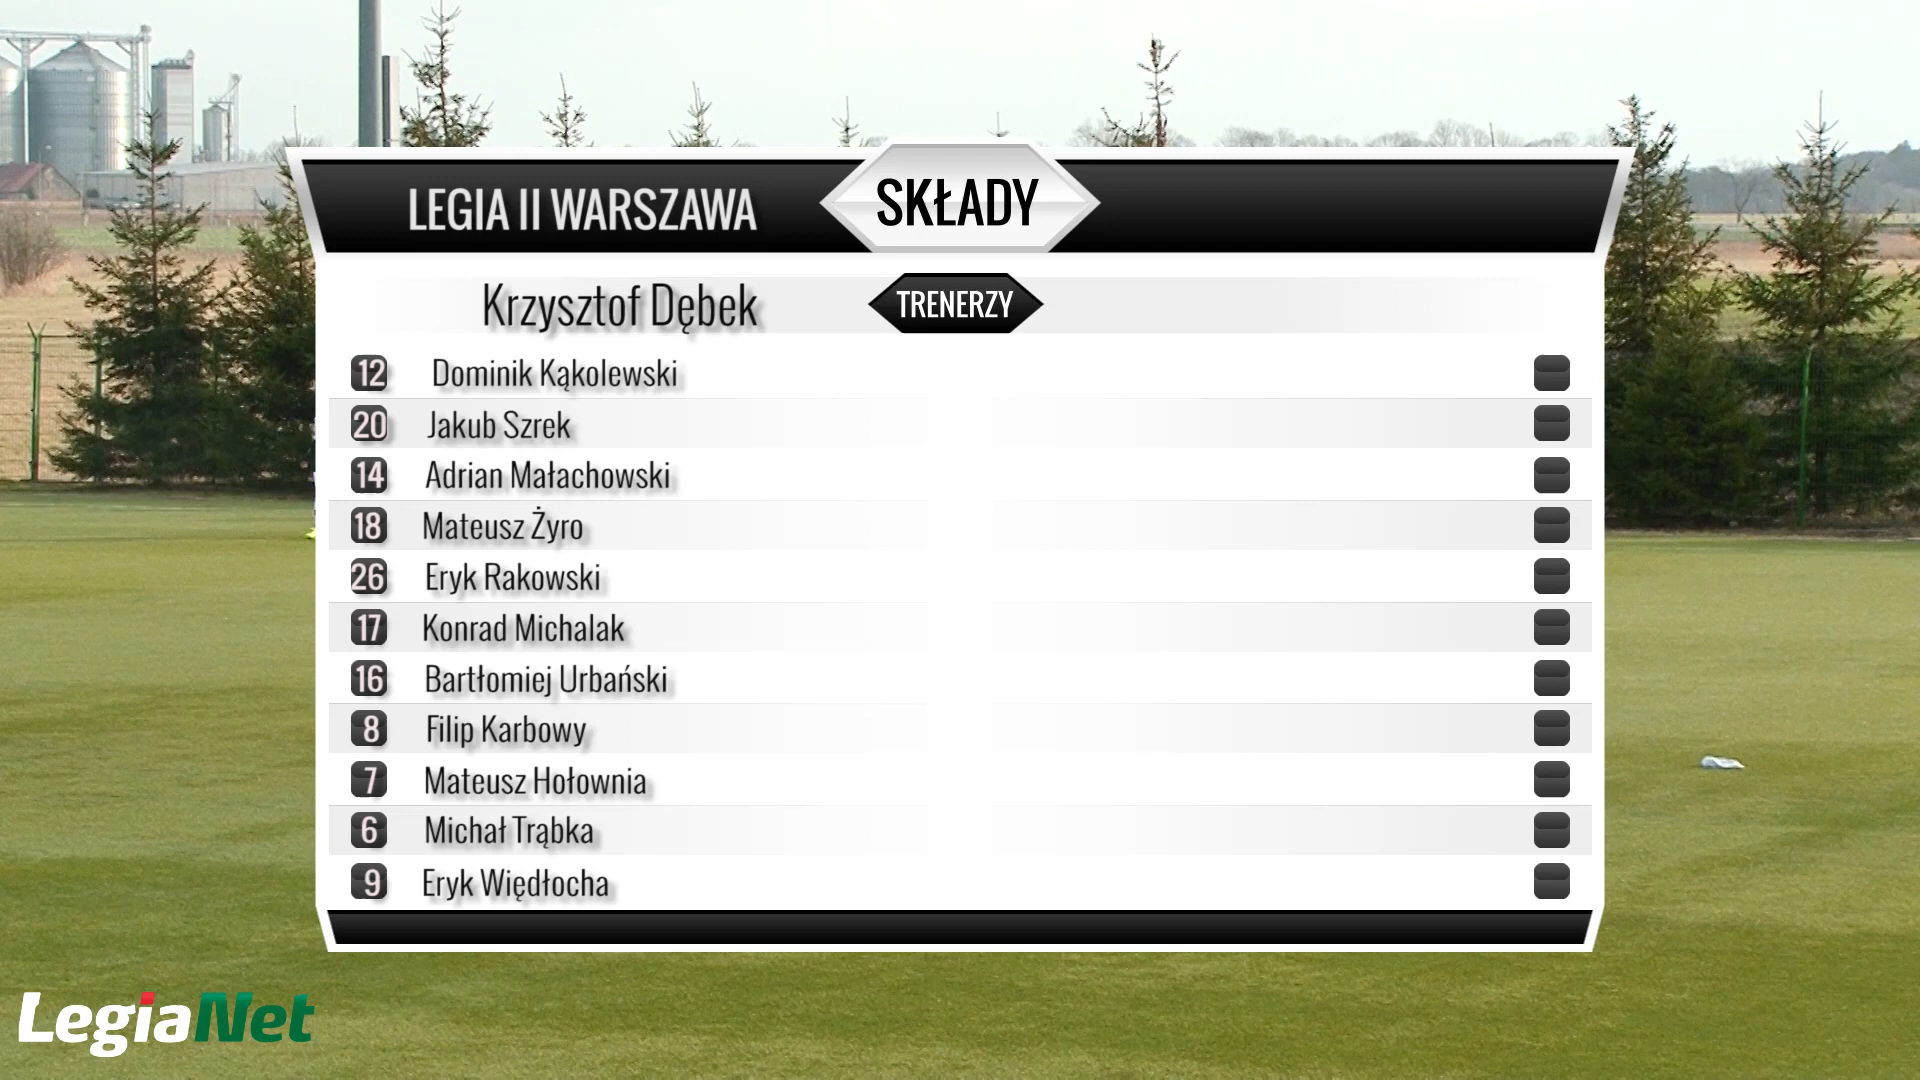 LEGIA II WARSZAWA
SKŁADY
Krzysztof Dębek
TRENERZY
12 Dominik Kąkolewski
20 Jakub Szrek
14 Adrian Małachowski
18 Mateusz Żyro
26 Eryk Rakowski
17 Konrad Michalak
16 Bartłomiej Urbański
8 Filip Karbowy
7 Mateusz Hołownia
6 Michał Trąbka
9 Eryk Więdłocha
LegiaNet